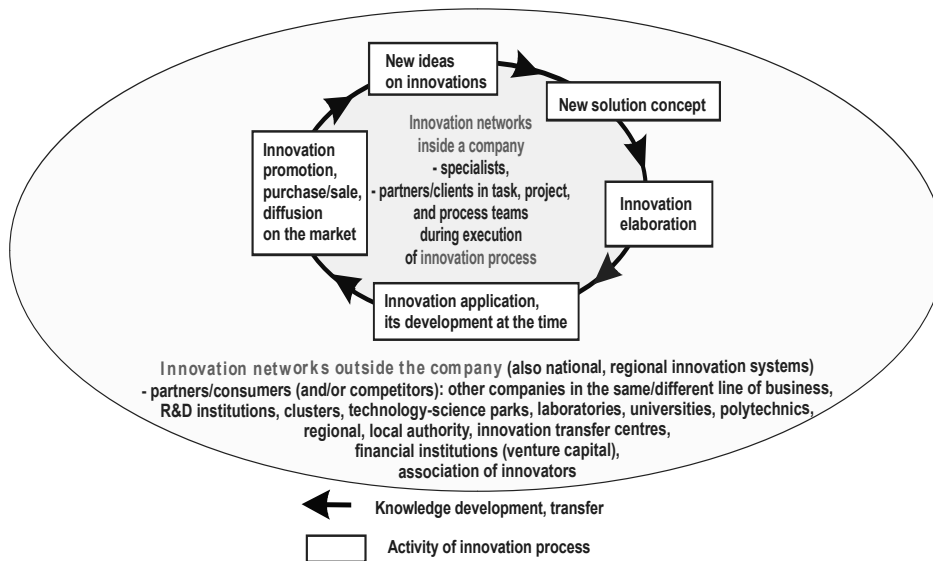 New ideas
on innovations
New solution concept
Innovation networks
inside a company
- specialists,
- partners/clients in task, project,
and process teams
during execution
of innovation process
Innovation
promotion,
purchase/sale,
diffusion
on the market
Innovation
elaboration
Innovation application,
its development at the time
Innovation networks outside the company (also national, regional innovation systems)
- partners/consumers (and/or competitors): other companies in the same/different line of business,
R&D institutions, clusters, technology-science parks, laboratories, universities, polytechnics,
regional, local authority, innovation transfer centres,
financial institutions (venture capital),
association of innovators
Knowledge development, transfer
Activity of innovation process